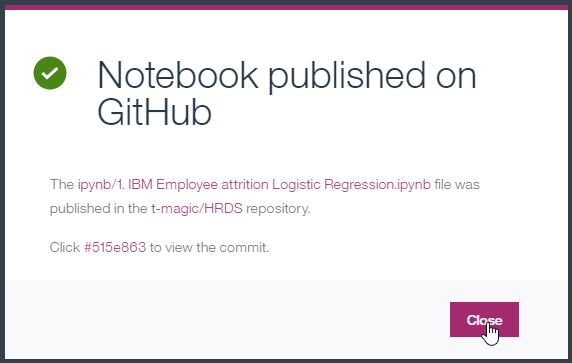 Notebook published on
GitHub
The ipynb/1. IBM Employee attrition Logistic Regression.ipynb file was
published in the t-magic/HRDS repository.
Click #515e863 to view the commit.
Close